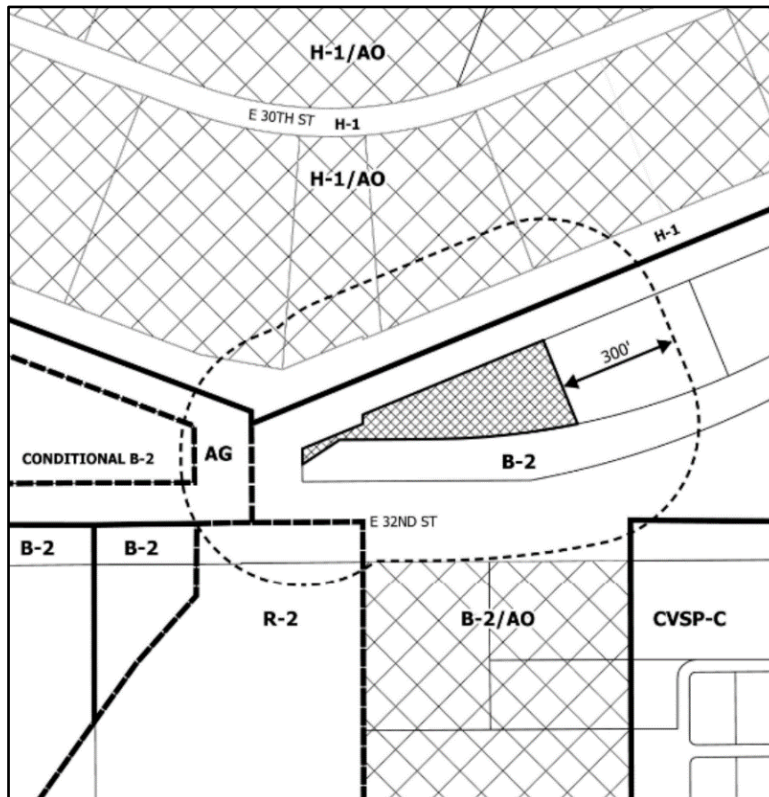 H-1/AO
E 30TH ST
H-1
H-1/AO
H-1
300'
CONDITIONAL B-2
AG
B-2
E 32ND ST
B-2
B-2
R-2
B-2/AO
CVSP-C